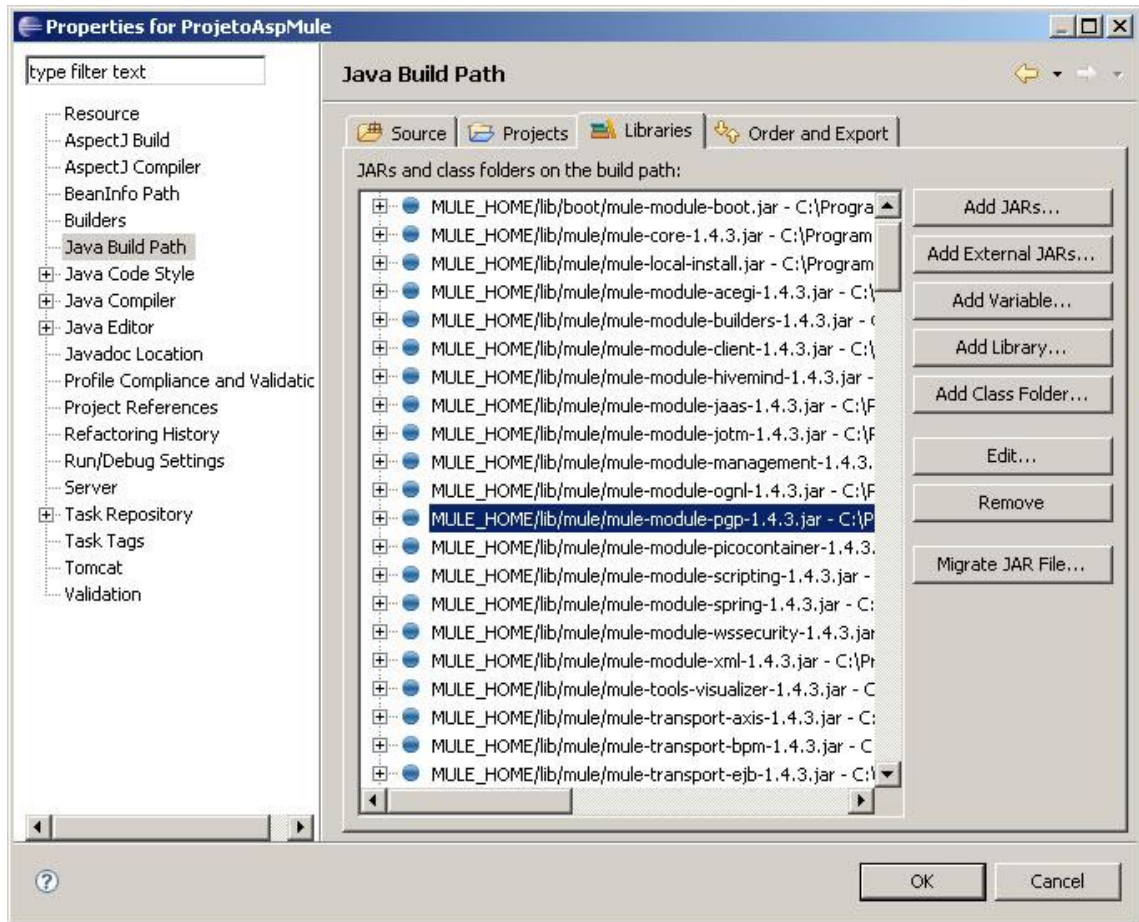 Properties for ProjetoAspMule
type filter text
Resource
AspectJ Build
AspectJ Compiler
BeanInfo Path
Builders
Java Build Path
Java Code Style
Java Compiler
Java Editor
Javadoc Location
Profile Compliance and Validatic
Project References
Refactoring History
Run/Debug Settings
Server
Task Repository
Task Tags
Tomcat
Validation
Java Build Path
Source Projects Libraries Order and Export
JARs and class folders on the build path:
MULE_HOME/lib/boot/mule-module-boot.jar - C:\Progra
MULE_HOME/lib/mule/mule-core-1.4.3.jar - C:\Program
MULE_HOME/lib/mule/mule-local-install.jar - C:\Program
MULE_HOME/lib/mule/mule-module-acegi-1.4.3.jar - C:\
MULE_HOME/lib/mule/mule-module-builders-1.4.3.jar -
MULE_HOME/lib/mule/mule-module-client-1.4.3.jar - C:\
MULE_HOME/lib/mule/mule-module-hivemind-1.4.3.jar -
MULE_HOME/lib/mule/mule-module-jaas-1.4.3.jar - C:\P
MULE_HOME/lib/mule/mule-module-jotm-1.4.3.jar - C:\P
MULE_HOME/lib/mule/mule-module-management-1.4.3.
MULE_HOME/lib/mule/mule-module-ognl-1.4.3.jar - C:\P
MULE_HOME/lib/mule/mule-module-pgp-1.4.3.jar - C:\P
MULE_HOME/lib/mule/mule-module-picocontainer-1.4.3.
MULE_HOME/lib/mule/mule-module-scripting-1.4.3.jar -
MULE_HOME/lib/mule/mule-module-spring-1.4.3.jar - C:
MULE_HOME/lib/mule/mule-module-wssecurity-1.4.3.jar
MULE_HOME/lib/mule/mule-module-xml-1.4.3.jar - C:\Pr
MULE_HOME/lib/mule/mule-tools-visualizer-1.4.3.jar - C
MULE_HOME/lib/mule/mule-transport-axis-1.4.3.jar - C:
MULE_HOME/lib/mule/mule-transport-bpm-1.4.3.jar - C
MULE_HOME/lib/mule/mule-transport-ejb-1.4.3.jar - C:\
Add JARs...
Add External JARs...
Add Variable...
Add Library...
Add Class Folder...
Edit...
Remove
Migrate JAR File...
OK
Cancel